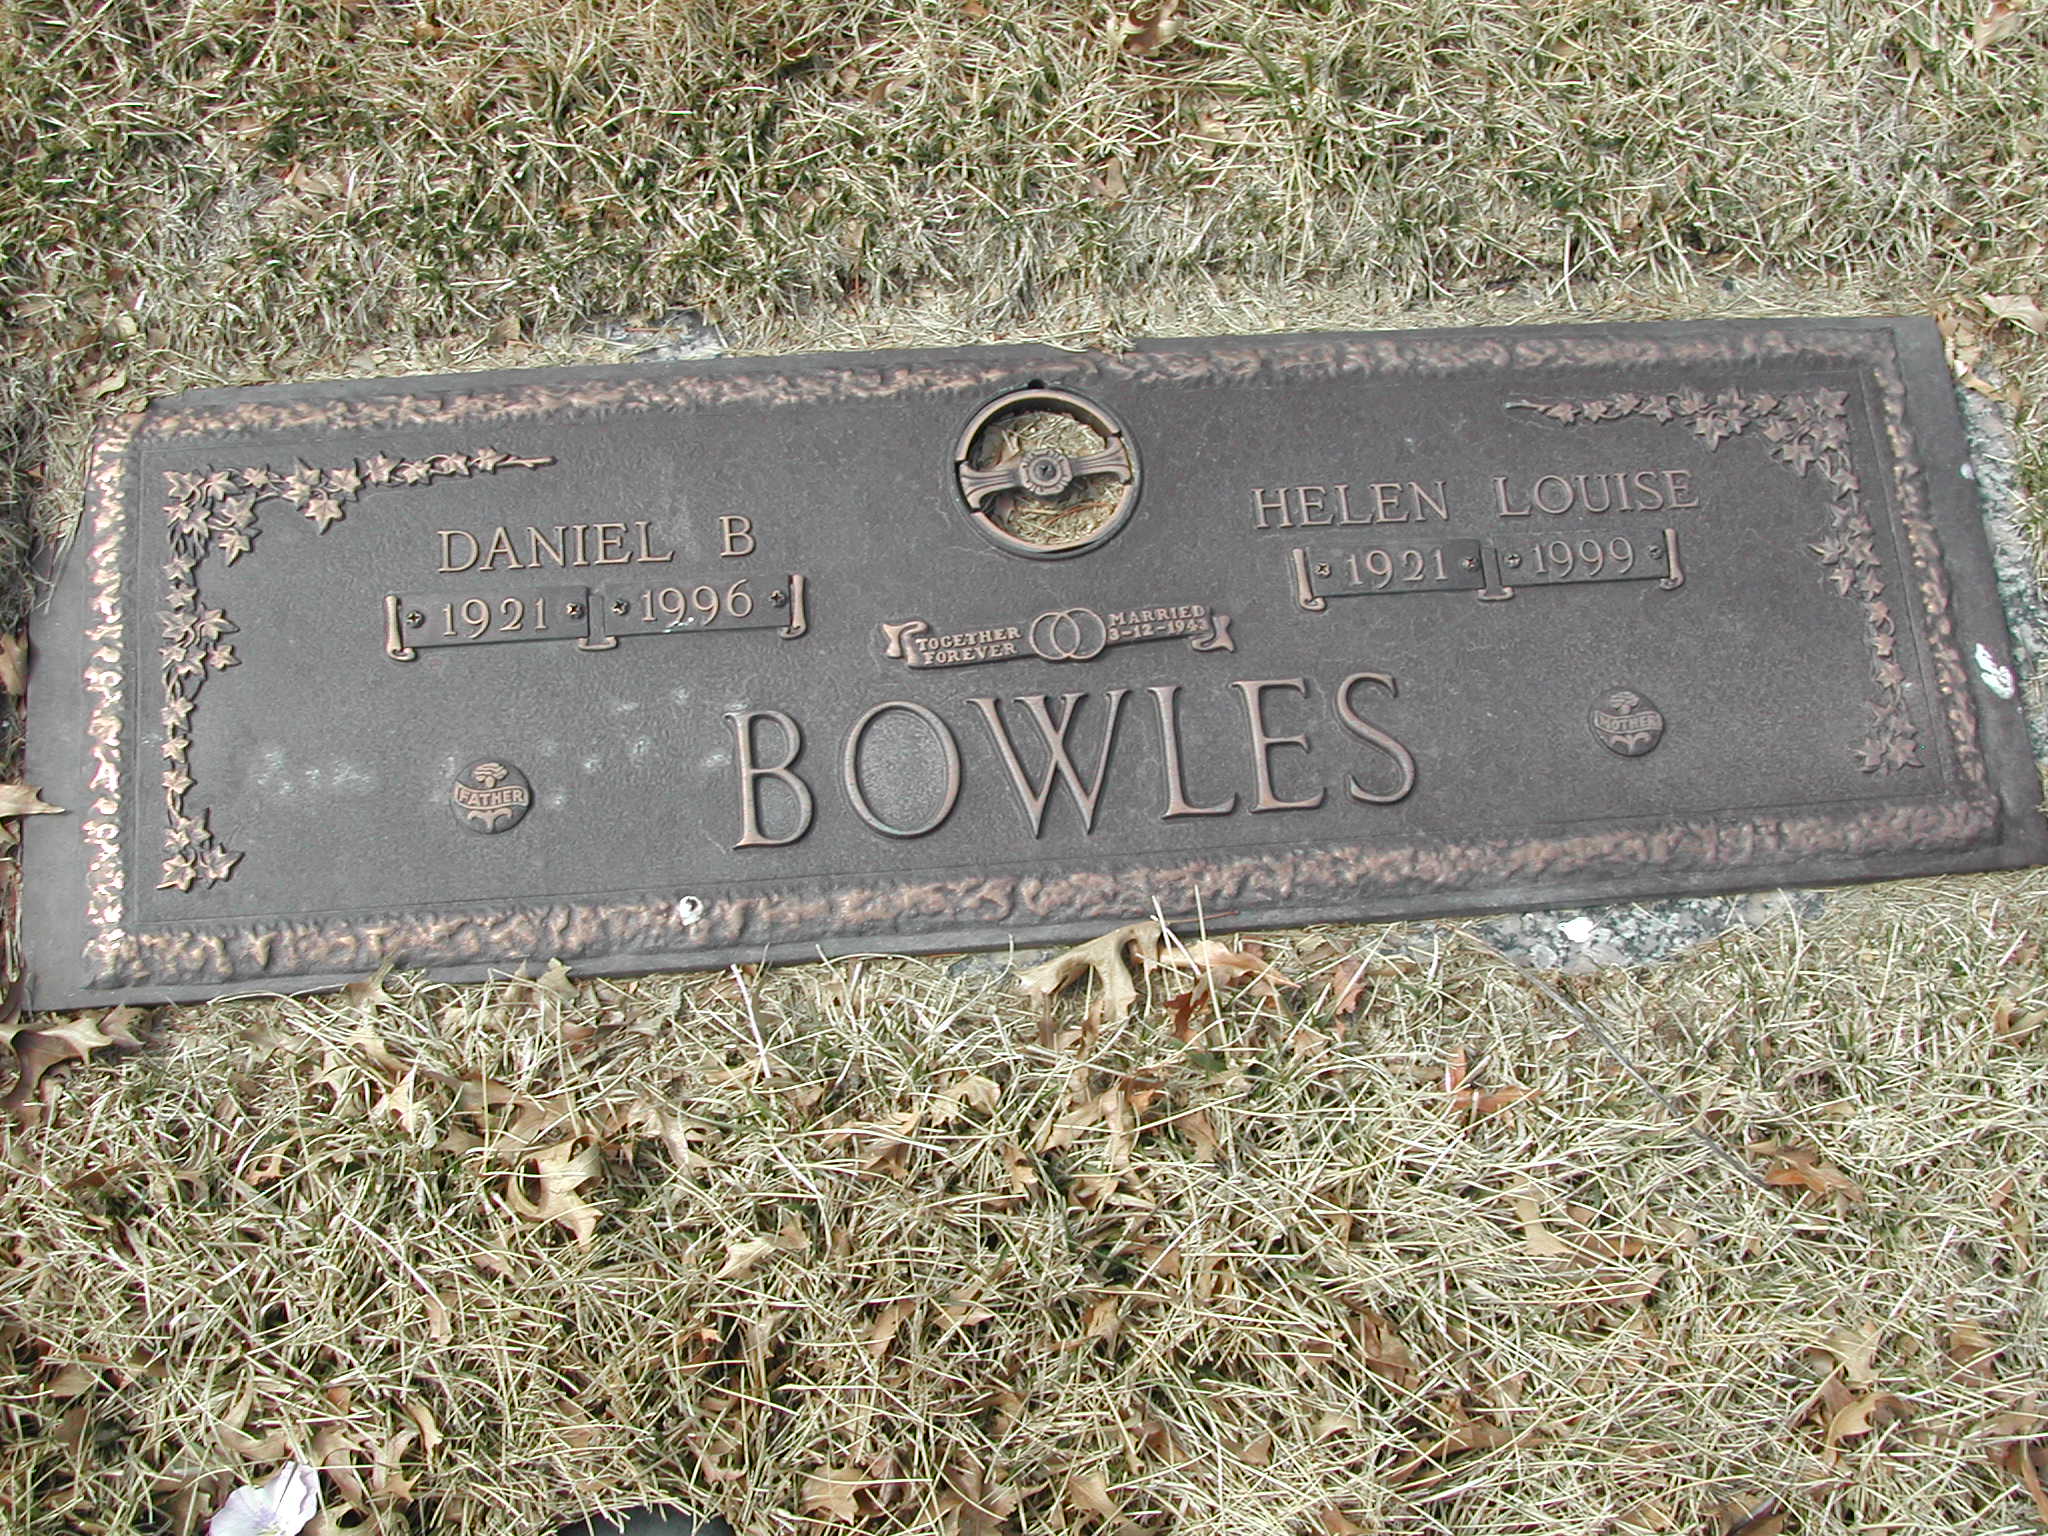 DANIEL B
1921 1996
HELEN LOUISE
1921 1999
TOGETHER
FOREVER
MARRIED
3-12-1943
BOWLES
FATHER
MOTHER